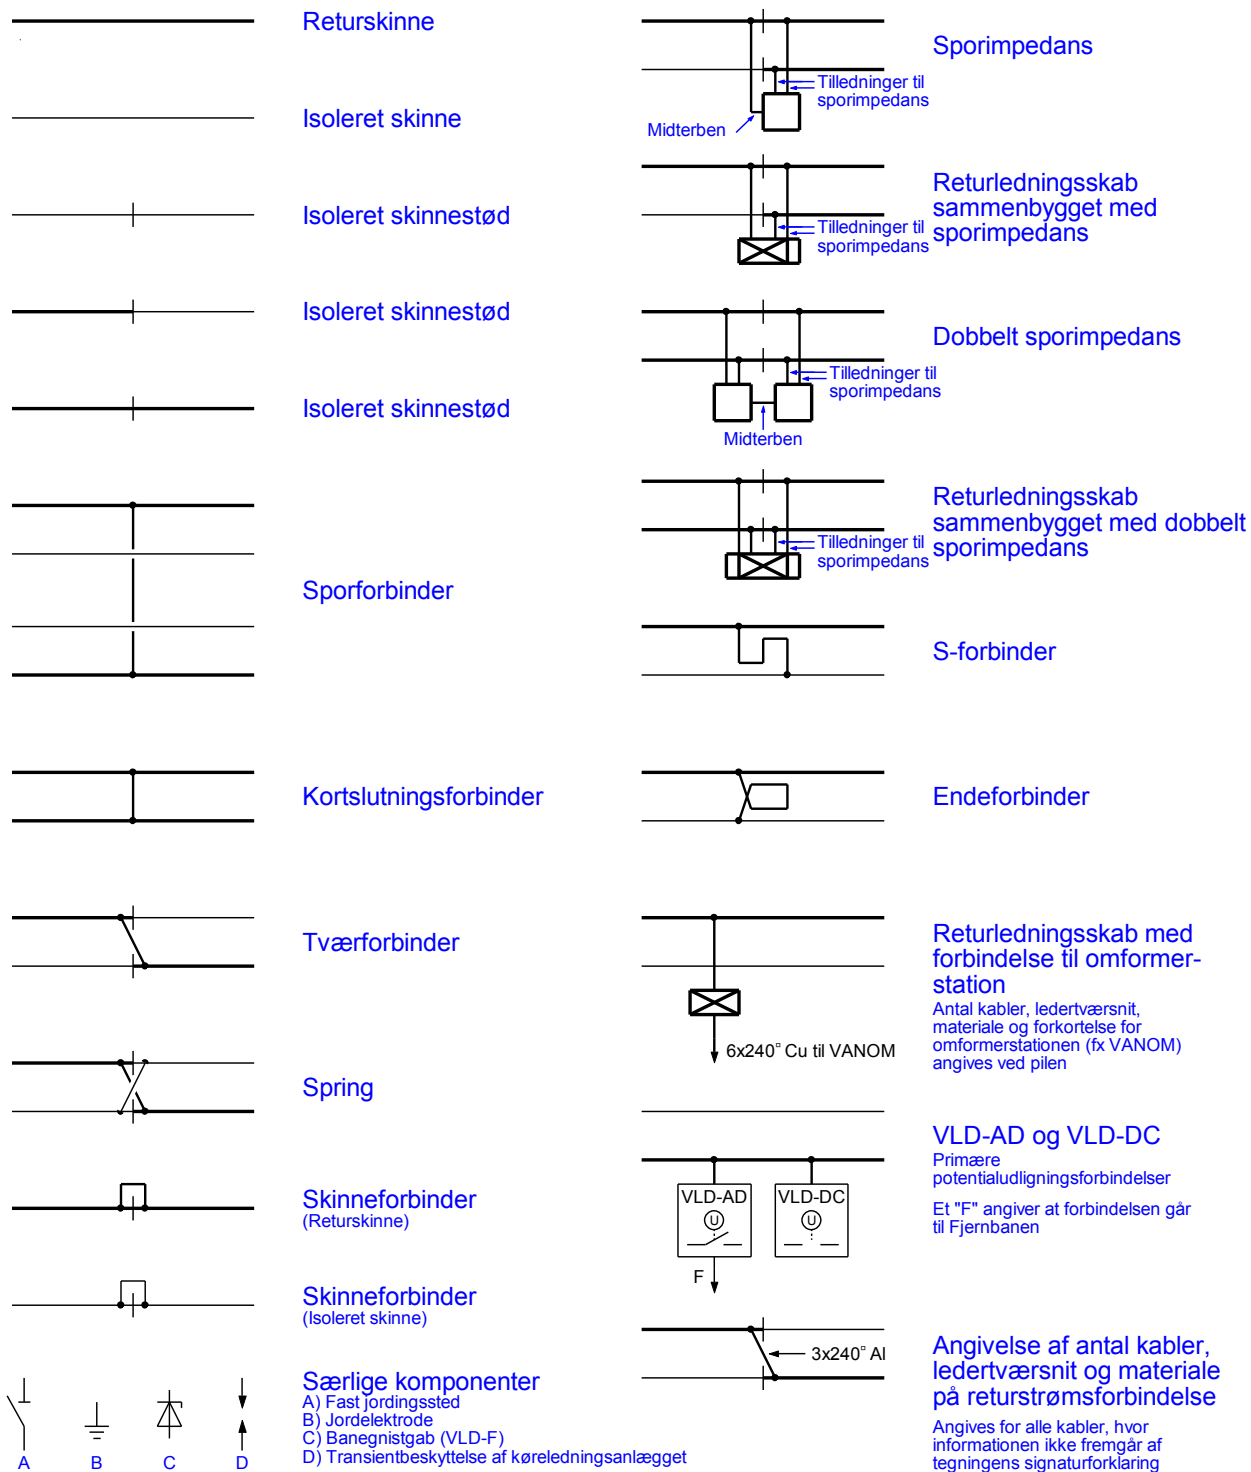 Returskinne
Isoleret skinne
Isoleret skinnestød
Isoleret skinnestød
Isoleret skinnestød
Sporforbinder
Kortslutningsforbinder
Tværforbinder
Spring
Skinneforbinder
(Returskinne)
Skinneforbinder
(Isoleret skinne)
A
B
C
D
Særlige komponenter
A) Fast jordingssted
B) Jordelektrode
C) Banegnistgab (VLD-F)
D) Transientbeskyttelse af køreledningsanlægget
Tilledninger til
sporimpedans
Midterben
Sporimpedans
Tilledninger til
sporimpedans
Returledningsskab
sammenbygget med
sporimpedans
Tilledninger til
sporimpedans
Midterben
Dobbelt sporimpedans
Tilledninger til
sporimpedans
Returledningsskab
sammenbygget med dobbelt
sporimpedans
S-forbinder
Endeforbinder
6x240□ Cu til VANOM
Returledningsskab med
forbindelse til omformer-
station
Antal kabler, ledertværsnit,
materiale og forkortelse for
omformerstationen (fx VANOM)
angives ved pilen
VLD-AD
U
F
VLD-DC
U
VLD-AD og VLD-DC
Primære
potentialudligningsforbindelser
Et "F" angiver at forbindelsen går
til Fjernbanen
3x240□ Al
Angivelse af antal kabler,
ledertværsnit og materiale
på returstrømsforbindelse
Angives for alle kabler, hvor
informationen ikke fremgår af
tegningens signaturforklaring